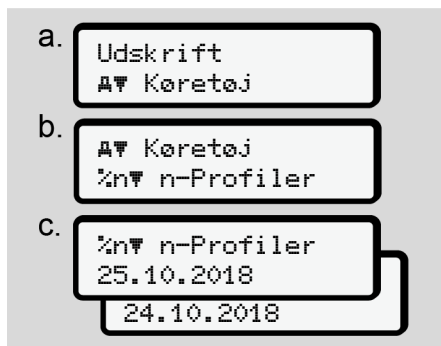 a.
Udskrift
A▼ Køretøj
b.
A▼ Køretøj
%n▼ n-Profiler
c.
%n▼ n-Profiler
25.10.2018
24.10.2018